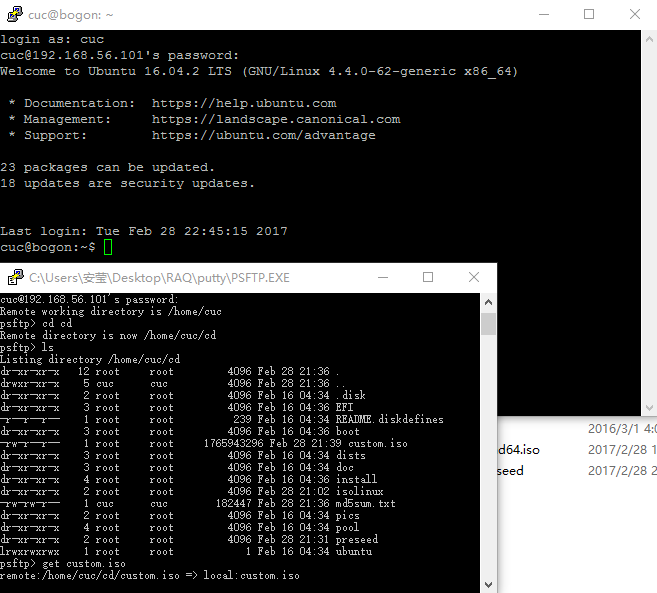 cuc@bogon: ~
login as: cuc
cuc@192.168.56.101's password:
Welcome to Ubuntu 16.04.2 LTS (GNU/Linux 4.4.0-62-generic x86_64)
* Documentation: https://help.ubuntu.com
* Management: https://landscape.canonical.com
* Support: https://ubuntu.com/advantage
23 packages can be updated.
18 updates are security updates.
Last login: Tue Feb 28 22:45:15 2017
cuc@bogon:~$
C:\Users\安莹\Desktop\RAQ\putty\PSFTP.EXE
cuc@192.168.56.101's password:
Remote working directory is /home/cuc
psftp> cd cd
Remote directory is now /home/cuc/cd
psftp> ls
Listing directory /home/cuc/cd
dr-xr-xr-x 12 root root 4096 Feb 28 21:36 .
drwxr-xr-x 5 cuc cuc 4096 Feb 28 21:36 ..
dr-xr-xr-x 2 root root 4096 Feb 16 04:34 .disk
dr-xr-xr-x 3 root root 4096 Feb 16 04:36 EFI
-r--r--r-- 1 root root 239 Feb 16 04:34 README.diskdefines
dr-xr-xr-x 3 root root 4096 Feb 16 04:36 boot
-rw-r--r-- 1 root root 1765943296 Feb 28 21:39 custom.iso
dr-xr-xr-x 3 root root 4096 Feb 16 04:34 dists
dr-xr-xr-x 3 root root 4096 Feb 16 04:34 doc
dr-xr-xr-x 4 root root 4096 Feb 16 04:36 install
dr-xr-xr-x 2 root root 4096 Feb 28 21:02 isolinux
-rw-rw-r-- 1 cuc cuc 182447 Feb 28 21:36 md5sum.txt
dr-xr-xr-x 2 root root 4096 Feb 16 04:34 pics
dr-xr-xr-x 4 root root 4096 Feb 16 04:34 pool
dr-xr-xr-x 2 root root 4096 Feb 28 21:31 preseed
lrwxrwxrwx 1 root root 1 Feb 16 04:34 ubuntu
psftp> get custom.iso
remote:/home/cuc/cd/custom.iso => local:custom.iso
2016/3/1 4:0
d64.iso 2017/2/28 1
seed 2017/2/28 2